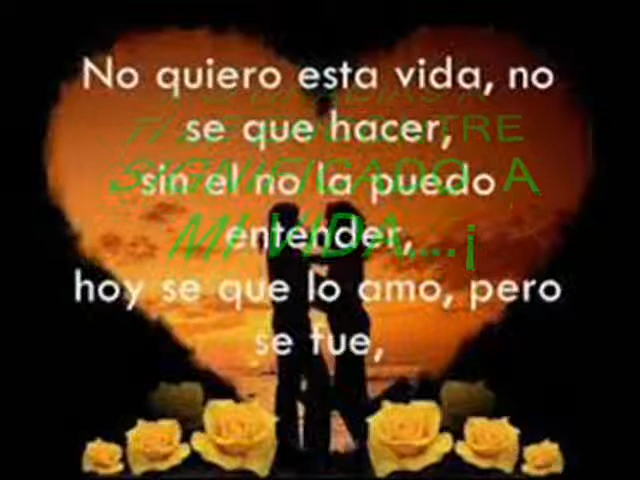 No quiero esta vida, no
se que hacer,
sin el no la puedo
entender,
hoy se que lo amo, pero
se fue,
SIGNIFICADO A
MI VIDA....¡